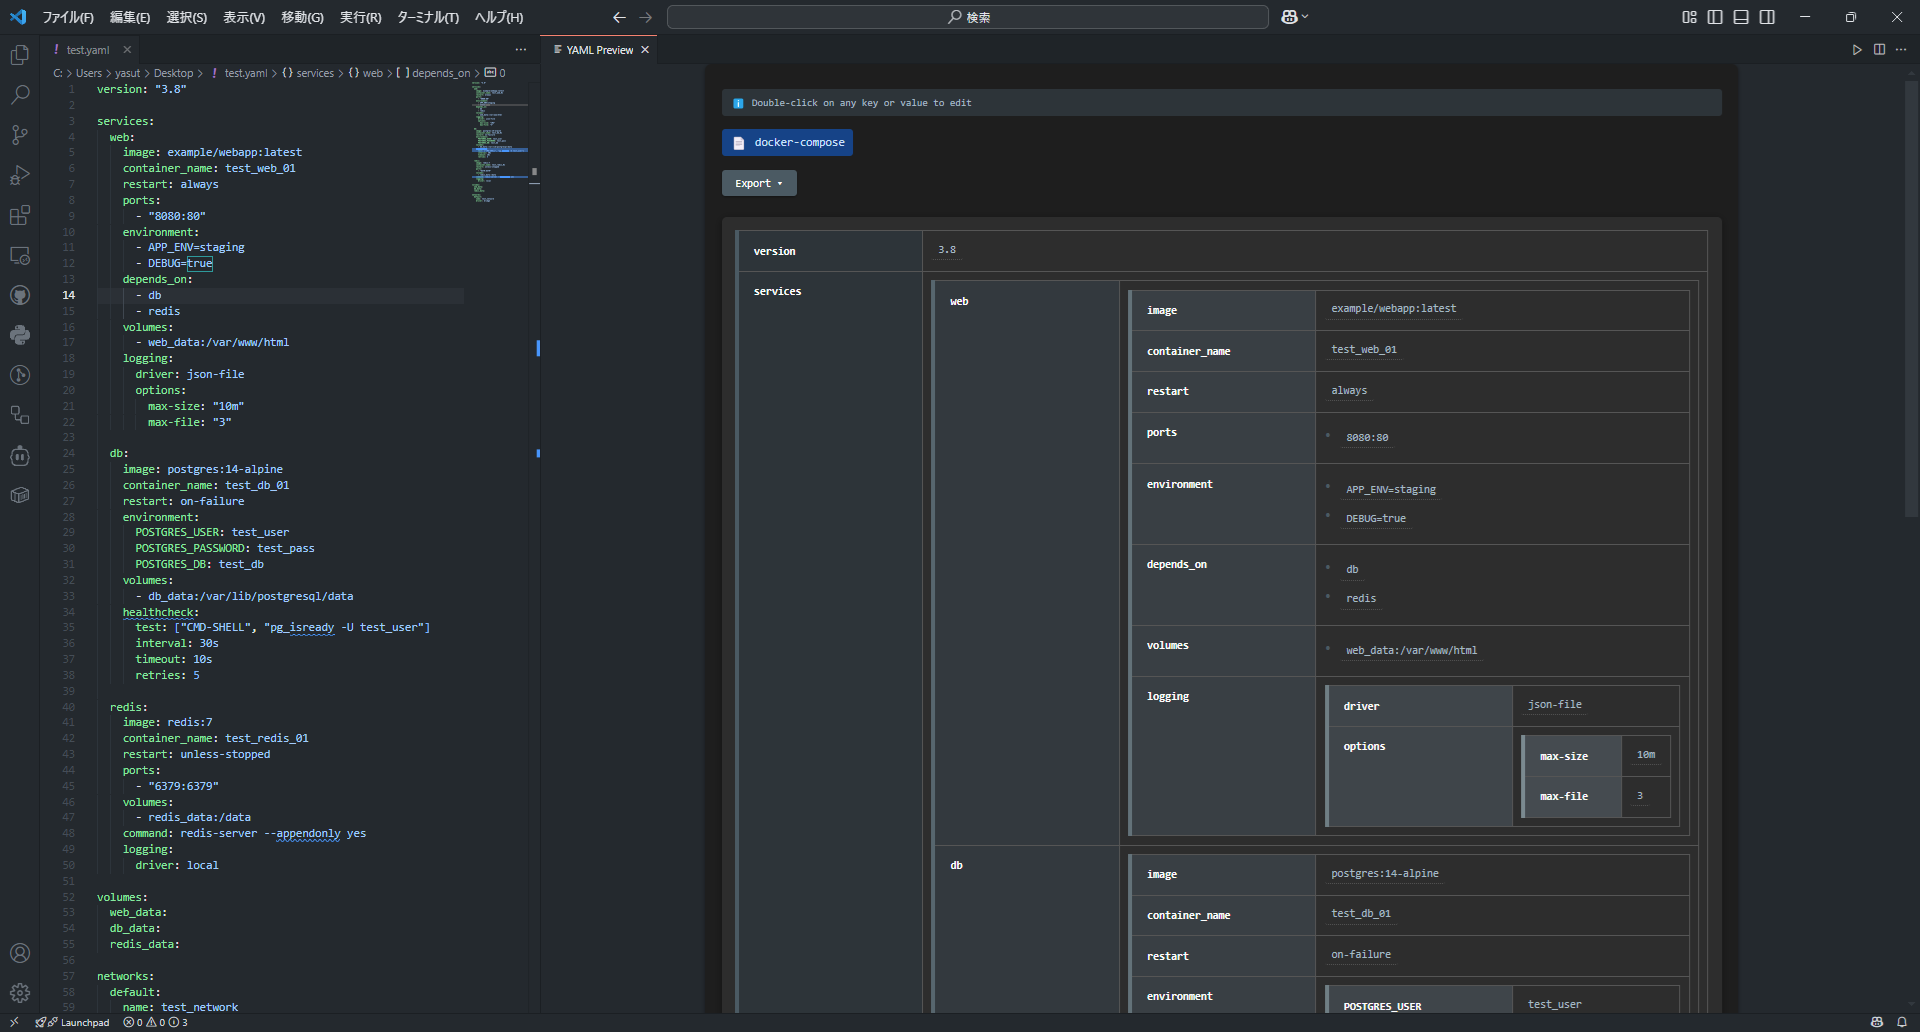 ファイル(F) 編集(E) 選択(S) 表示(V) 移動(G) 実行(R) ターミナル(T) ヘルプ(H)
検索
test.yaml
YAML Preview
C: > Users > yasut > Desktop > ! test.yaml > {} services > {} web > [ ] depends_on > 0
1 version: "3.8"
2
3 services:
4 web:
5 image: example/webapp:latest
6 container_name: test_web_01
7 restart: always
8 ports:
9 - "8080:80"
10 environment:
11 - APP_ENV=staging
12 - DEBUG=true
13 depends_on:
14 - db
15 - redis
16 volumes:
17 - web_data:/var/www/html
18 logging:
19 driver: json-file
20 options:
21 max-size: "10m"
22 max-file: "3"
23
24 db:
25 image: postgres:14-alpine
26 container_name: test_db_01
27 restart: on-failure
28 environment:
29 POSTGRES_USER: test_user
30 POSTGRES_PASSWORD: test_pass
31 POSTGRES_DB: test_db
32 volumes:
33 - db_data:/var/lib/postgresql/data
34 healthcheck:
35 test: ["CMD-SHELL", "pg_isready -U test_user"]
36 interval: 30s
37 timeout: 10s
38 retries: 5
39
40 redis:
41 image: redis:7
42 container_name: test_redis_01
43 restart: unless-stopped
44 ports:
45 - "6379:6379"
46 volumes:
47 - redis_data:/data
48 command: redis-server --appendonly yes
49 logging:
50 driver: local
51
52 volumes:
53 web_data:
54 db_data:
55 redis_data:
56
57 networks:
58 default:
59 name: test_network
Double-click on any key or value to edit
docker-compose
Export
version 3.8
services
web
image example/webapp:latest
container_name test_web_01
restart always
ports
8080:80
environment
APP_ENV=staging
DEBUG=true
depends_on
db
redis
volumes
web_data:/var/www/html
logging
driver json-file
options
max-size 10m
max-file 3
db
image postgres:14-alpine
container_name test_db_01
restart on-failure
environment
POSTGRES_USER test_user
Launchpad 0 0 3